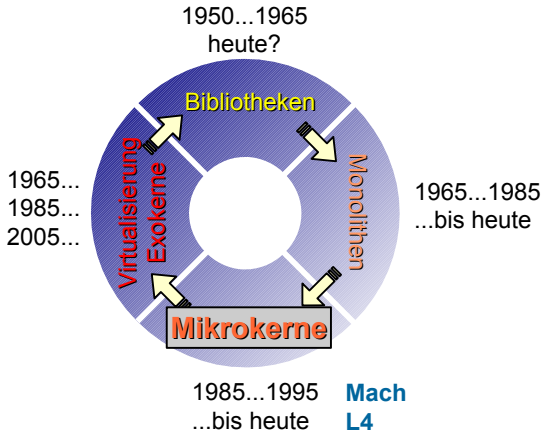 1950...1965
heute?
Bibliotheken
Monolithen
1965...1985
...bis heute
Mikrokerne
1985...1995 Mach
...bis heute L4
Virtualisierung
Exokerne
1965...
1985...
2005...